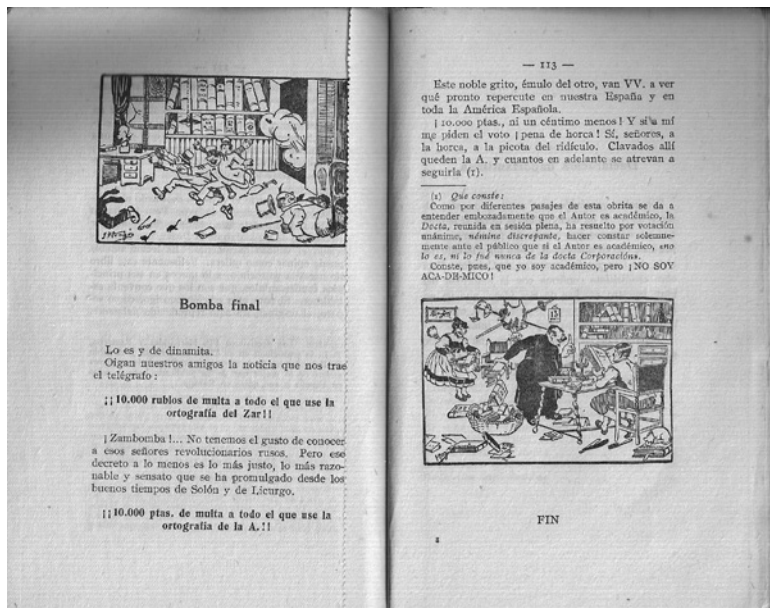 Bomba final
Lo es y de dinamita.
Oigan nuestros amigos la noticia que nos trae
el telégrafo:
¡¡10.000 rublos de multa a todo el que use la
ortografía del Zar!!
¡Zambomba!... No tenemos el gusto de conocer
a esos señores revolucionarios rusos. Pero ese
decreto a lo menos es lo más justo, lo más razo-
nable y sensato que se ha promulgado desde los
buenos tiempos de Solón y de Licurgo.
¡¡10.000 ptas. de multa a todo el que use la
ortografía de la A.!!
— 113 —
Este noble grito, émulo del otro, van VV. a ver
qué pronto repercute en nuestra España y en
toda la América Española.
¡10.000 ptas., ni un céntimo menos! Y si a mí
me piden el voto ¡pena de horca! Sí, señores, a
la horca, a la picota del ridículo. Clavados allí
queden la A. y cuantos en adelante se atrevan a
seguirla (1).
(1) Que conste:
Como por diferentes pasajes de esta obrita se da a
entender embozadamente que el Autor es académico, la
Docta, reunida en sesión plena, ha resuelto por votación
unánime, némine discrepante, hacer constar solemne-
mente ante el público que si el Autor es académico, «no
lo es, ni lo fué nunca de la docta Corporación».
Conste, pues, que yo soy académico, pero ¡NO SOY
ACA-DE-MICO!
13
FIN
8